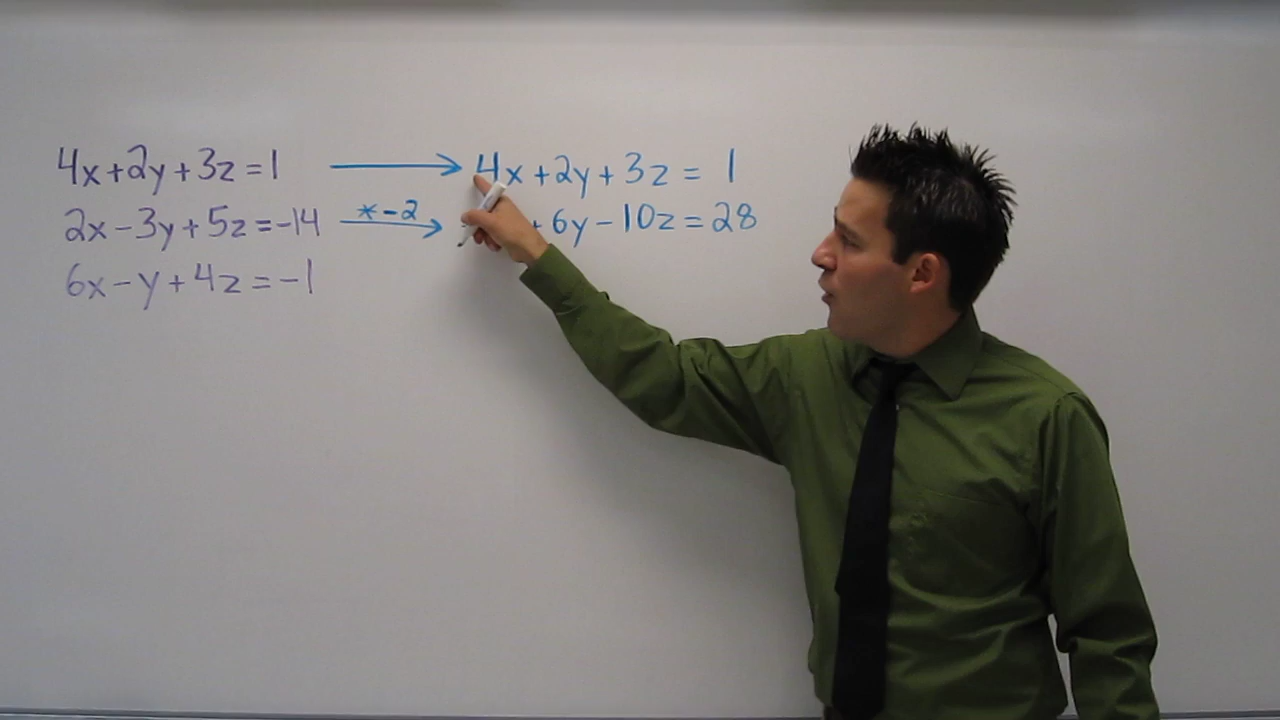 4x+2y+3z=1 → 4x+2y+3z = 1
2x-3y+5z=-14 *-2 → +6y-10z=28
6x-y+4z=-1